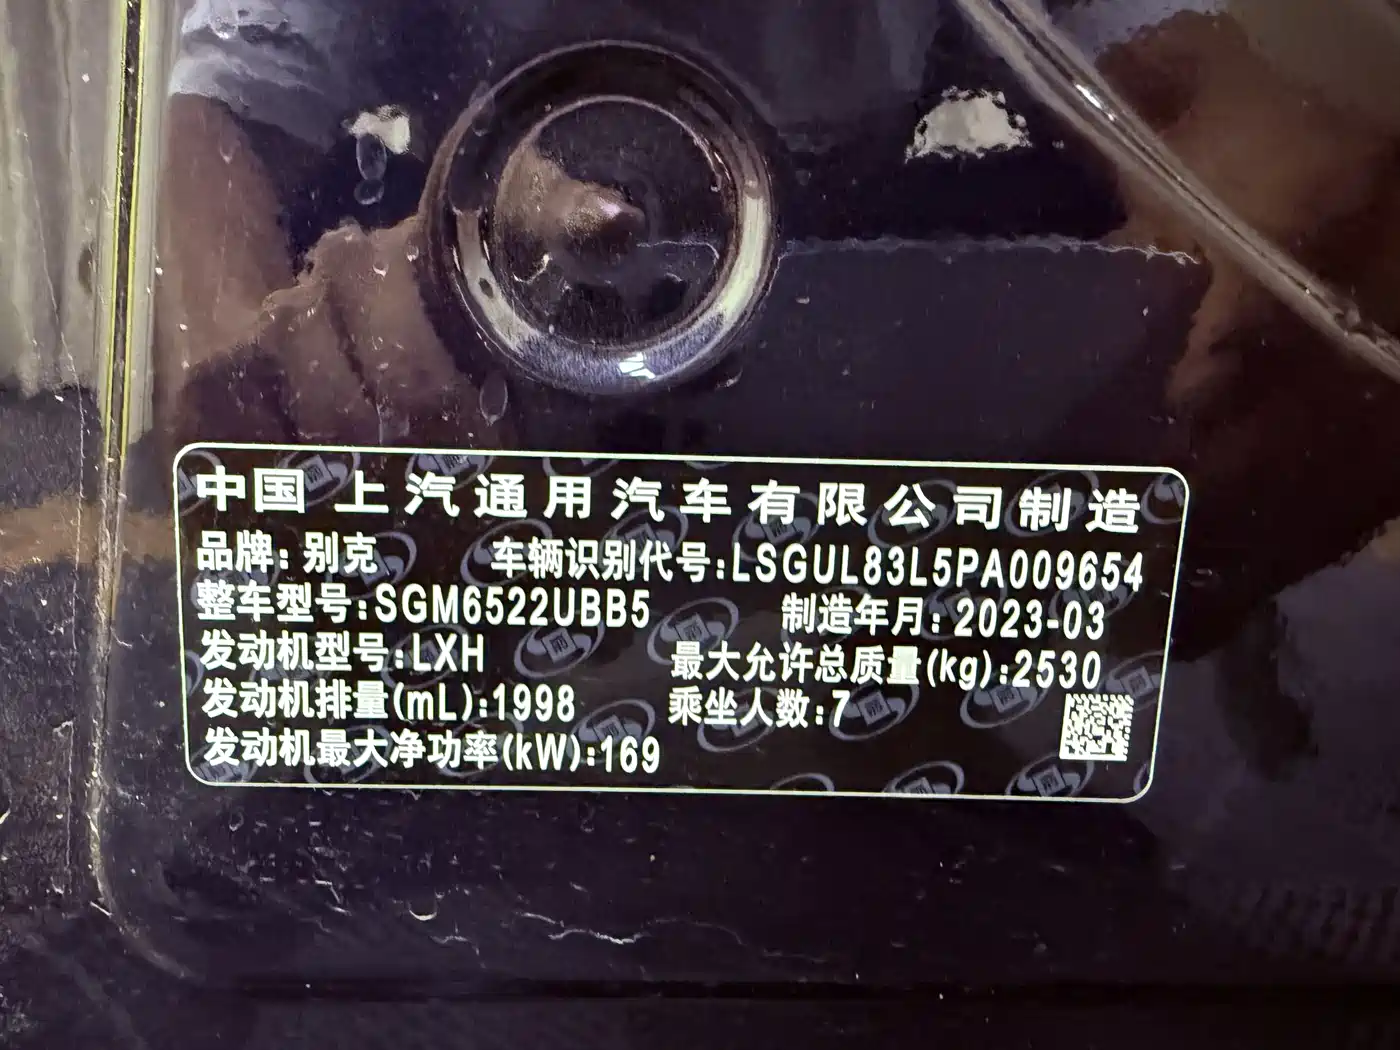 中国 上汽通用汽车有限公司制造
品牌: 别克 车辆识别代号:LSGUL83L5PA009654
整车型号:SGM6522UBB5 制造年月: 2023-03
发动机型号:LXH 最大允许总质量(kg):2530
发动机排量(mL):1998 乘坐人数:7
发动机最大净功率(kW):169